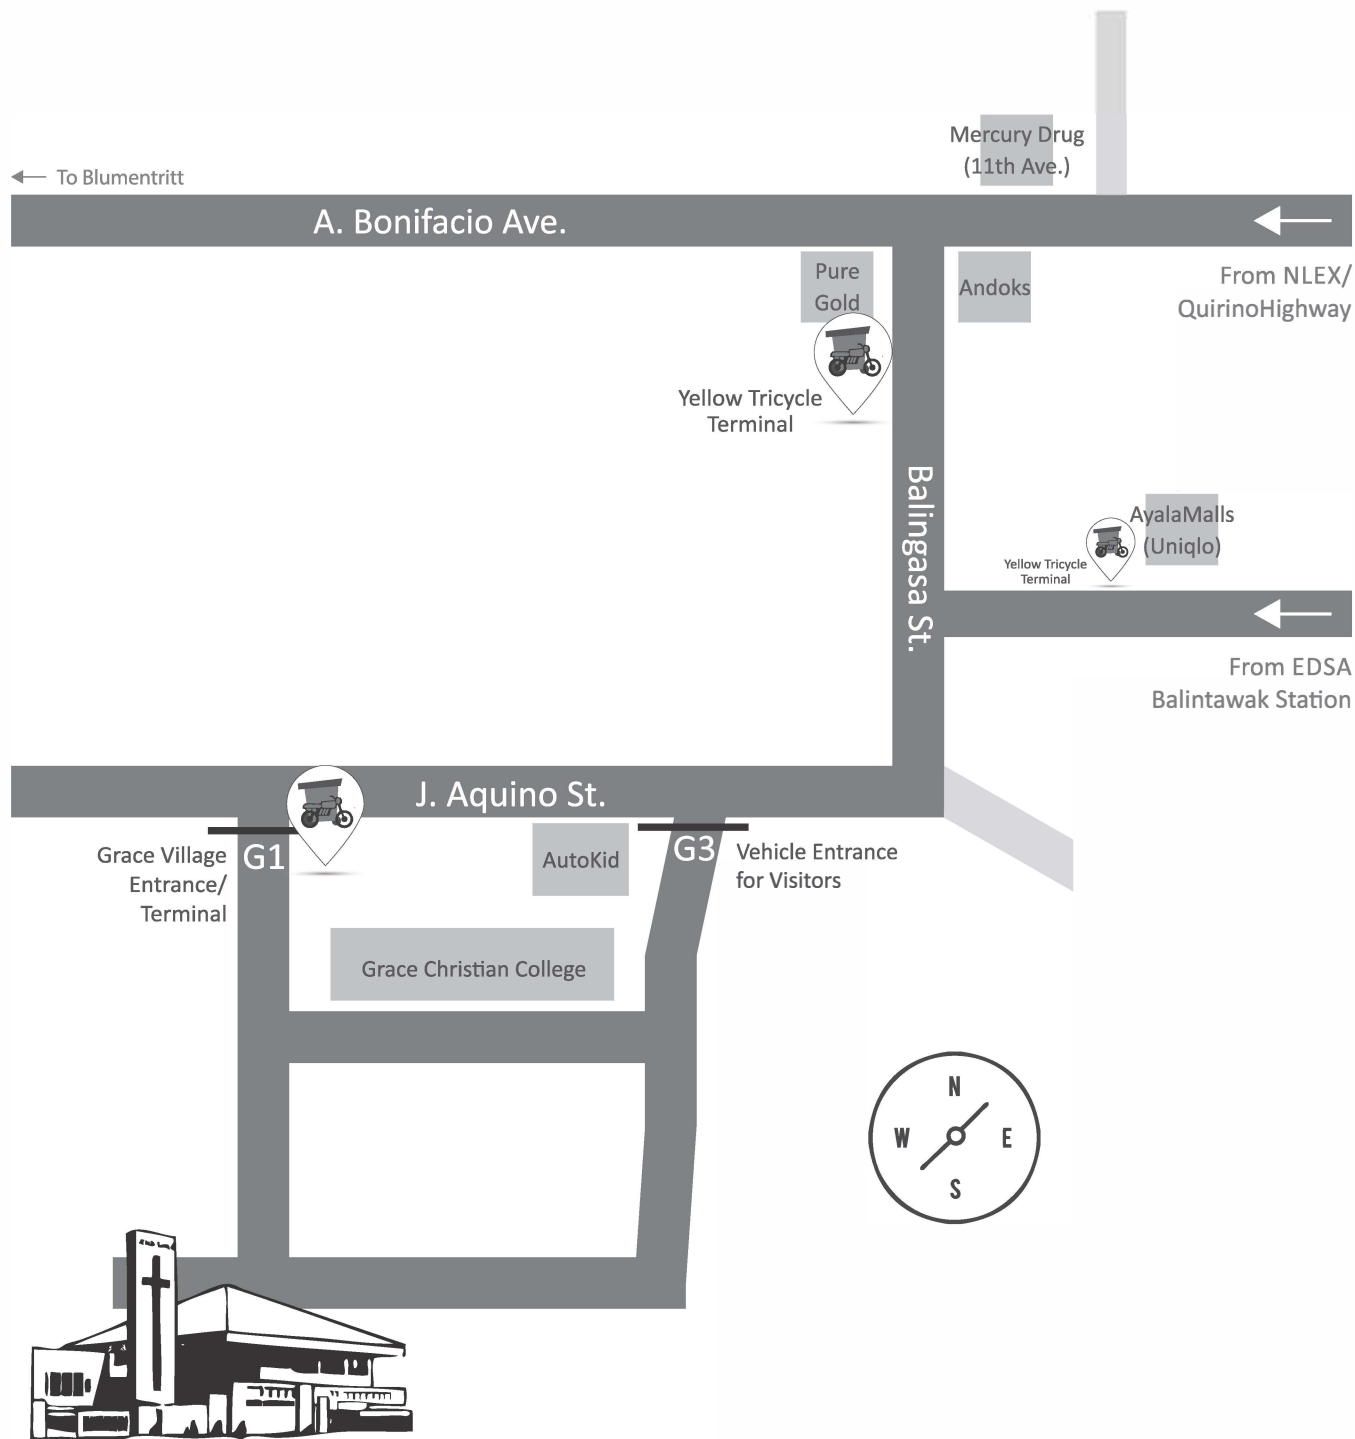 Mercury Drug
(11th Ave.)
To Blumentritt
A. Bonifacio Ave.
Pure
Gold
Andoks
From NLEX/
QuirinoHighway
Yellow Tricycle
Terminal
Balingasa St.
AyalaMalls
(Uniqlo)
Yellow Tricycle
Terminal
From EDSA
Balintawak Station
J. Aquino St.
Grace Village
Entrance/
Terminal
G1
AutoKid
G3
Vehicle Entrance
for Visitors
Grace Christian College
N
W
E
S